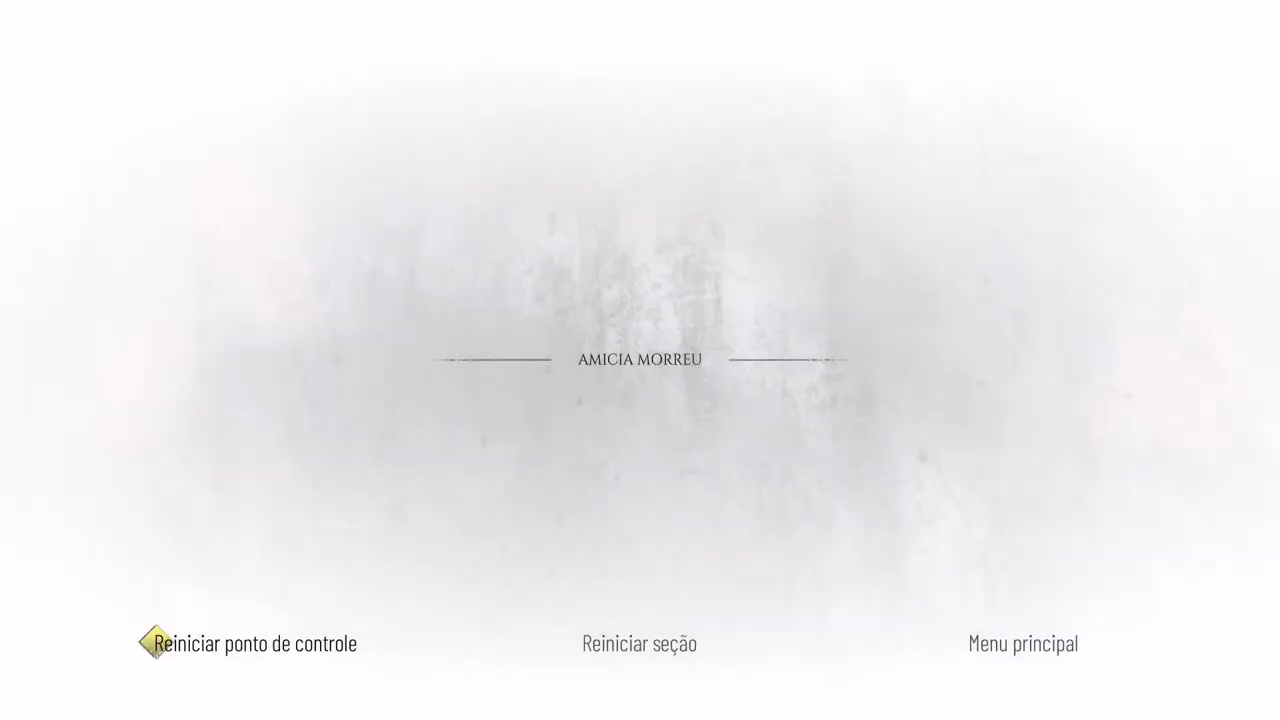 AMICIA MORREU
Reiniciar ponto de controle
Reiniciar seção
Menu principal